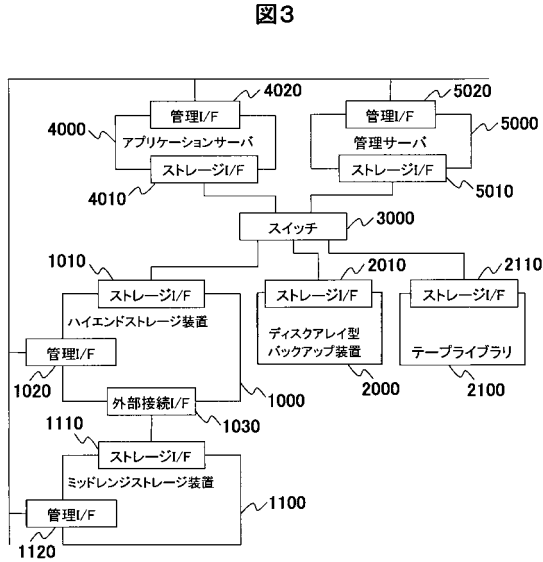 図3
4020
管理I/F
4000
アプリケーションサーバ
ストレージI/F
4010
5020
管理I/F
5000
管理サーバ
ストレージI/F
5010
スイッチ
3000
1010
ストレージI/F
ハイエンドストレージ装置
管理I/F
1020
外部接続I/F
1000
1030
2010
ストレージI/F
ディスクアレイ型
バックアップ装置
2000
2110
ストレージI/F
テープライブラリ
2100
1110
ストレージI/F
ミッドレンジストレージ装置
1100
管理I/F
1120